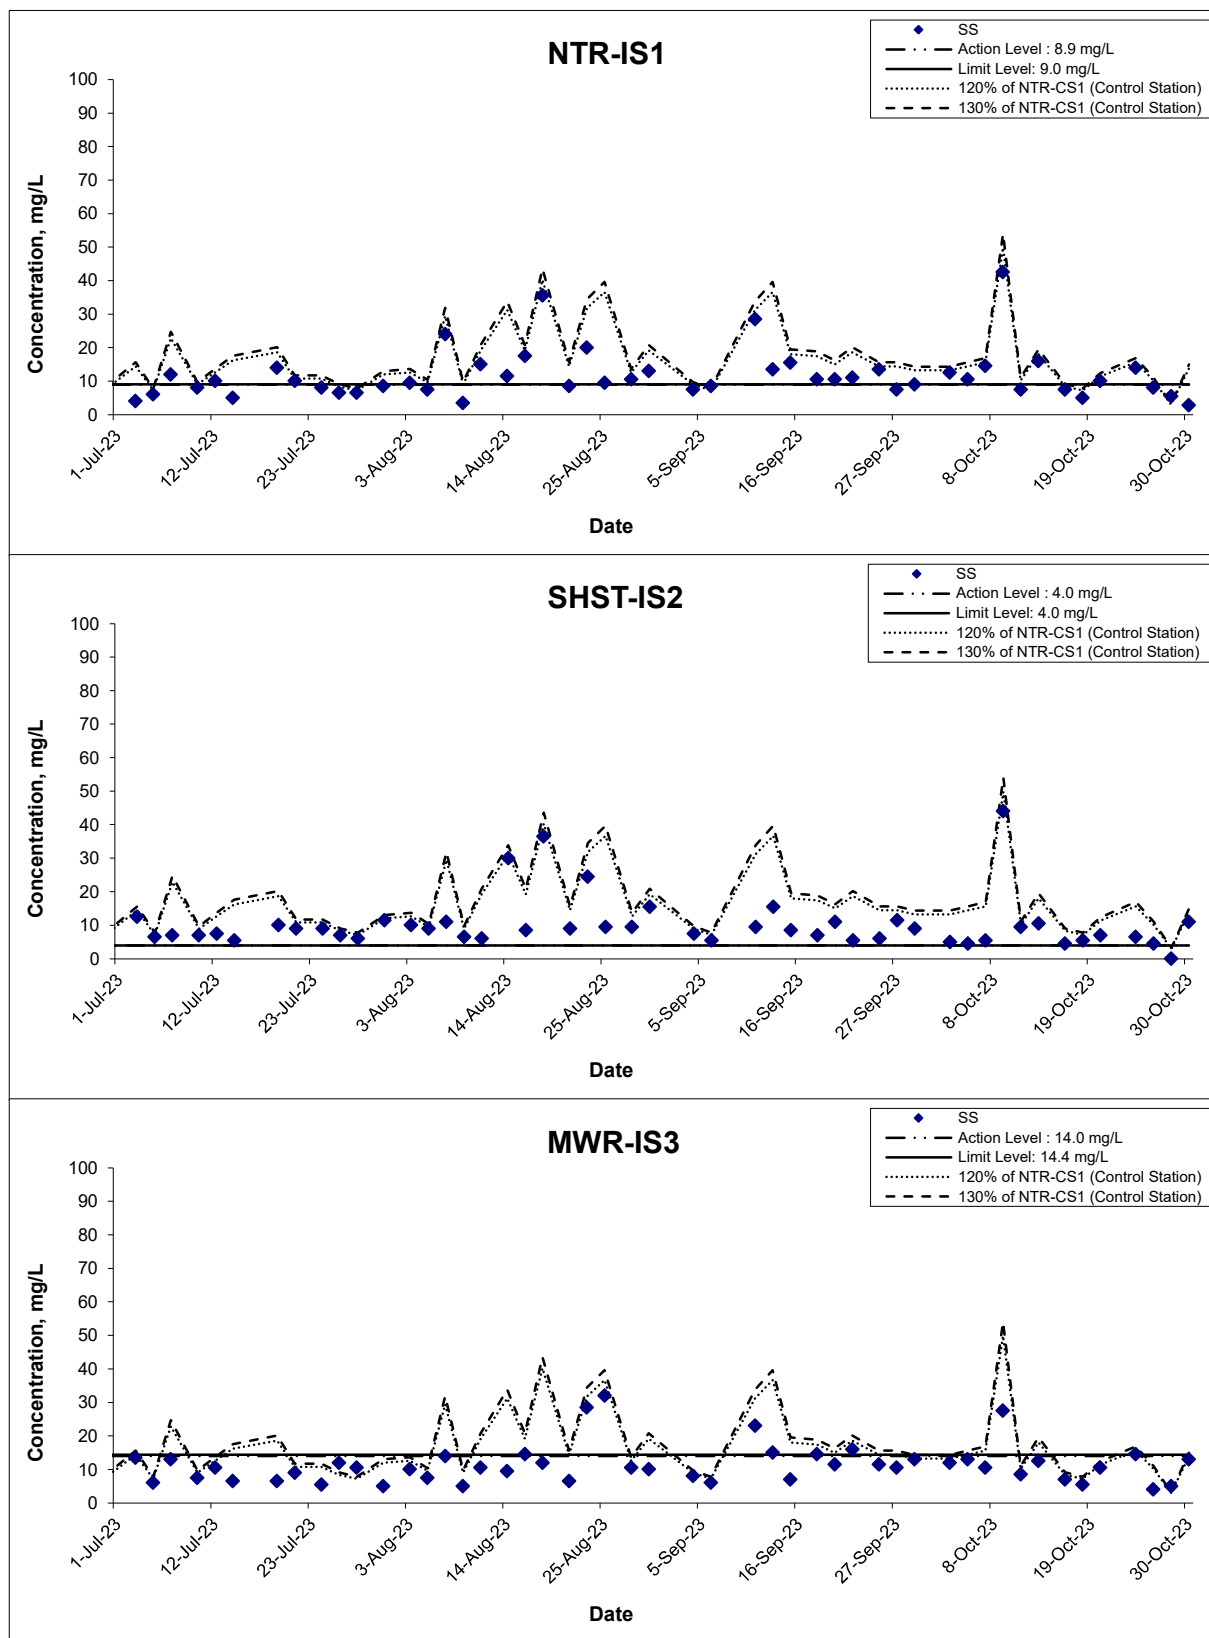 NTR-IS1
SS
Action Level : 8.9 mg/L
Limit Level: 9.0 mg/L
120% of NTR-CS1 (Control Station)
130% of NTR-CS1 (Control Station)
Concentration, mg/L
100
90
80
70
60
50
40
30
20
10
0
1-Jul-23
12-Jul-23
23-Jul-23
3-Aug-23
14-Aug-23
25-Aug-23
5-Sep-23
16-Sep-23
27-Sep-23
8-Oct-23
19-Oct-23
30-Oct-23
Date
SHST-IS2
SS
Action Level : 4.0 mg/L
Limit Level: 4.0 mg/L
120% of NTR-CS1 (Control Station)
130% of NTR-CS1 (Control Station)
Concentration, mg/L
100
90
80
70
60
50
40
30
20
10
0
1-Jul-23
12-Jul-23
23-Jul-23
3-Aug-23
14-Aug-23
25-Aug-23
5-Sep-23
16-Sep-23
27-Sep-23
8-Oct-23
19-Oct-23
30-Oct-23
Date
MWR-IS3
SS
Action Level : 14.0 mg/L
Limit Level: 14.4 mg/L
120% of NTR-CS1 (Control Station)
130% of NTR-CS1 (Control Station)
Concentration, mg/L
100
90
80
70
60
50
40
30
20
10
0
1-Jul-23
12-Jul-23
23-Jul-23
3-Aug-23
14-Aug-23
25-Aug-23
5-Sep-23
16-Sep-23
27-Sep-23
8-Oct-23
19-Oct-23
30-Oct-23
Date